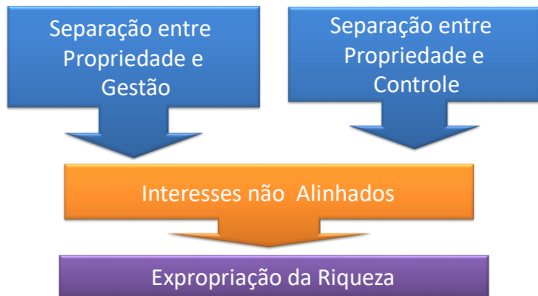 Separação entre
Propriedade e
Gestão
Separação entre
Propriedade e
Controle
Interesses não Alinhados
Expropriação da Riqueza